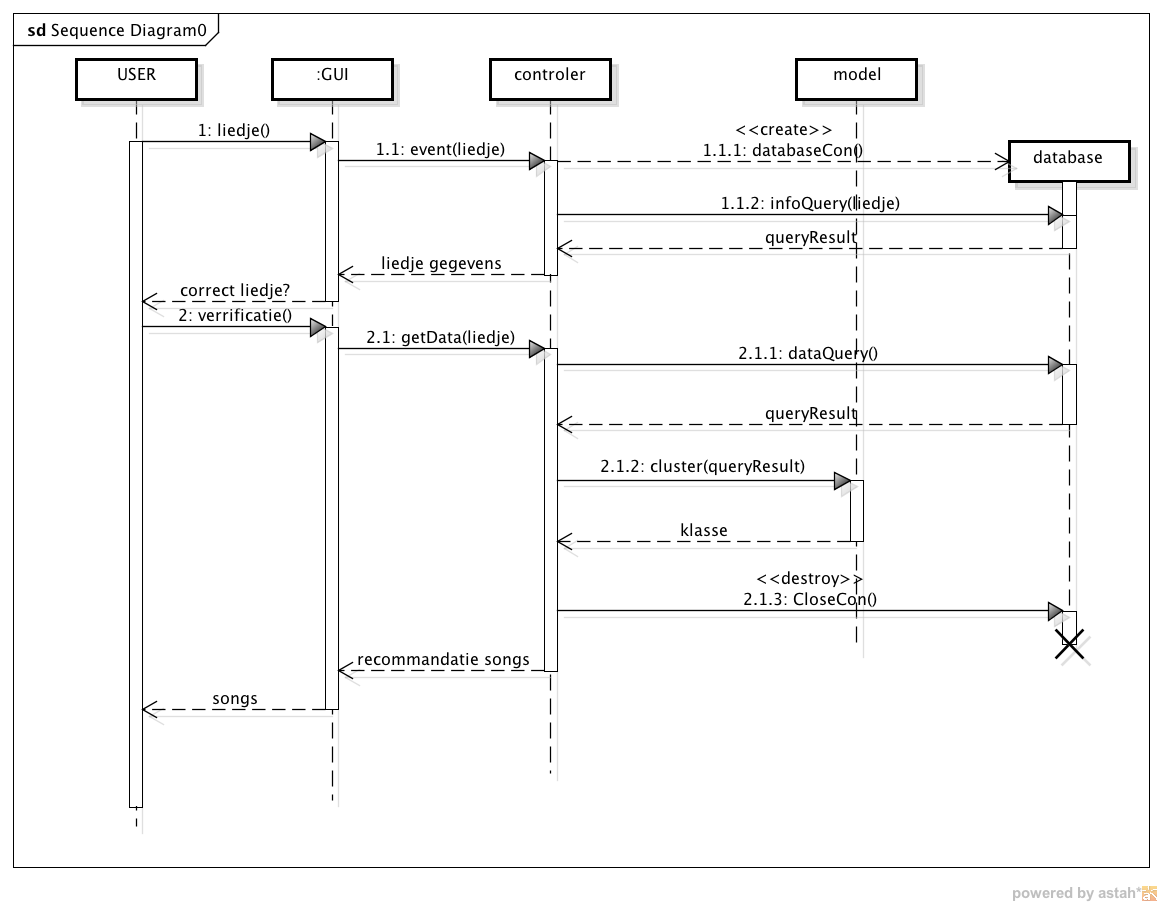 sd Sequence Diagram0
USER
:GUI
controler
model
database
1: liedje()
1.1: event(liedje)
<<create>>
1.1.1: databaseCon()
1.1.2: infoQuery(liedje)
queryResult
liedje gegevens
correct liedje?
2: verrificatie()
2.1: getData(liedje)
2.1.1: dataQuery()
queryResult
2.1.2: cluster(queryResult)
klasse
<<destroy>>
2.1.3: CloseCon()
recommandatie songs
songs
powered by astah*